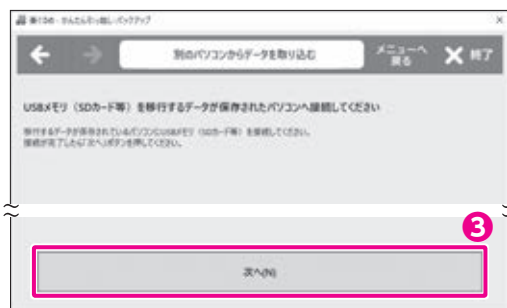 筆ぐるめ - かんたん引っ越し・バックアップ
別のパソコンからデータを取り込む
メニューへ
戻る
終了
USBメモリ（SDカード等）を移行するデータが保存されたパソコンへ接続してください
移行するデータが保存されているパソコンにUSBメモリ（SDカード等）を接続してください。
接続が完了したら「次へ」ボタンを押してください。
3
次へ(N)